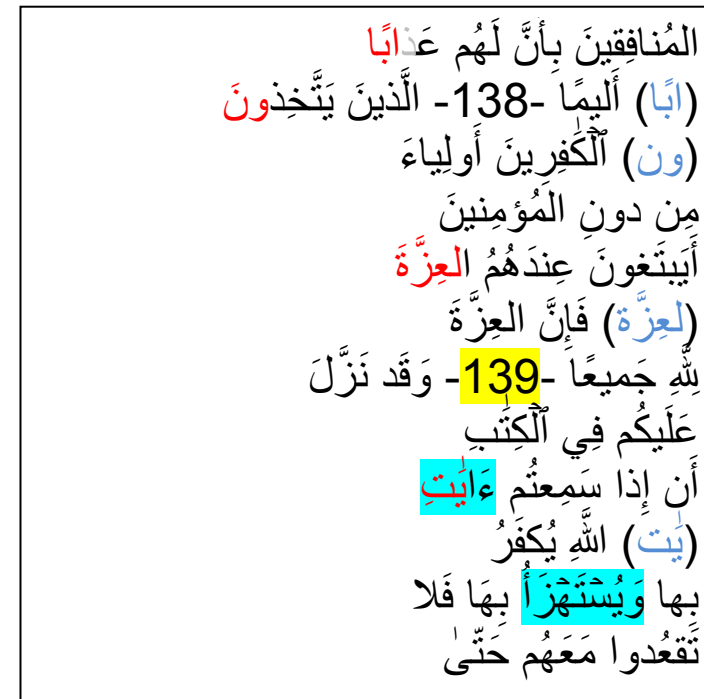 المُنافِقينَ بِأَنَّ لَهُم عَذابًا
(ابًا) أَليمًا -138- الَّذينَ يَتَّخِذونَ
(ون) ٱلۡكَٰفِرِينَ أَولِياءَ
مِن دونِ المُؤمِنينَ
أَيَبتَغونَ عِندَهُمُ العِزَّةَ
(لعِزَّة) فَإِنَّ العِزَّةَ
لِلَّهِ جَميعًا -139- وَقَد نَزَّلَ
عَلَيكُم فِي ٱلۡكِتَٰبِ
أَن إِذا سَمِعتُم ءَايَٰتِ
(يَٰت) اللَّهِ يُكفَرُ
بِها وَيُسۡتَهۡزَأُ بِهَا فَلا
تَقعُدوا مَعَهُم حَتّىٰ